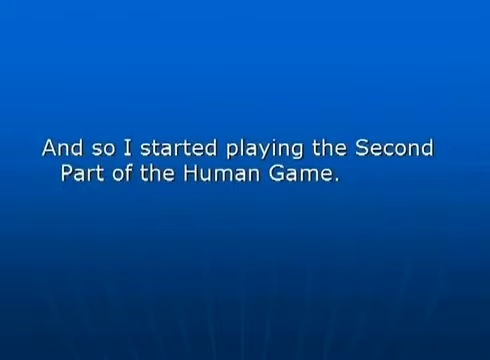 And so I started playing the Second
Part of the Human Game.